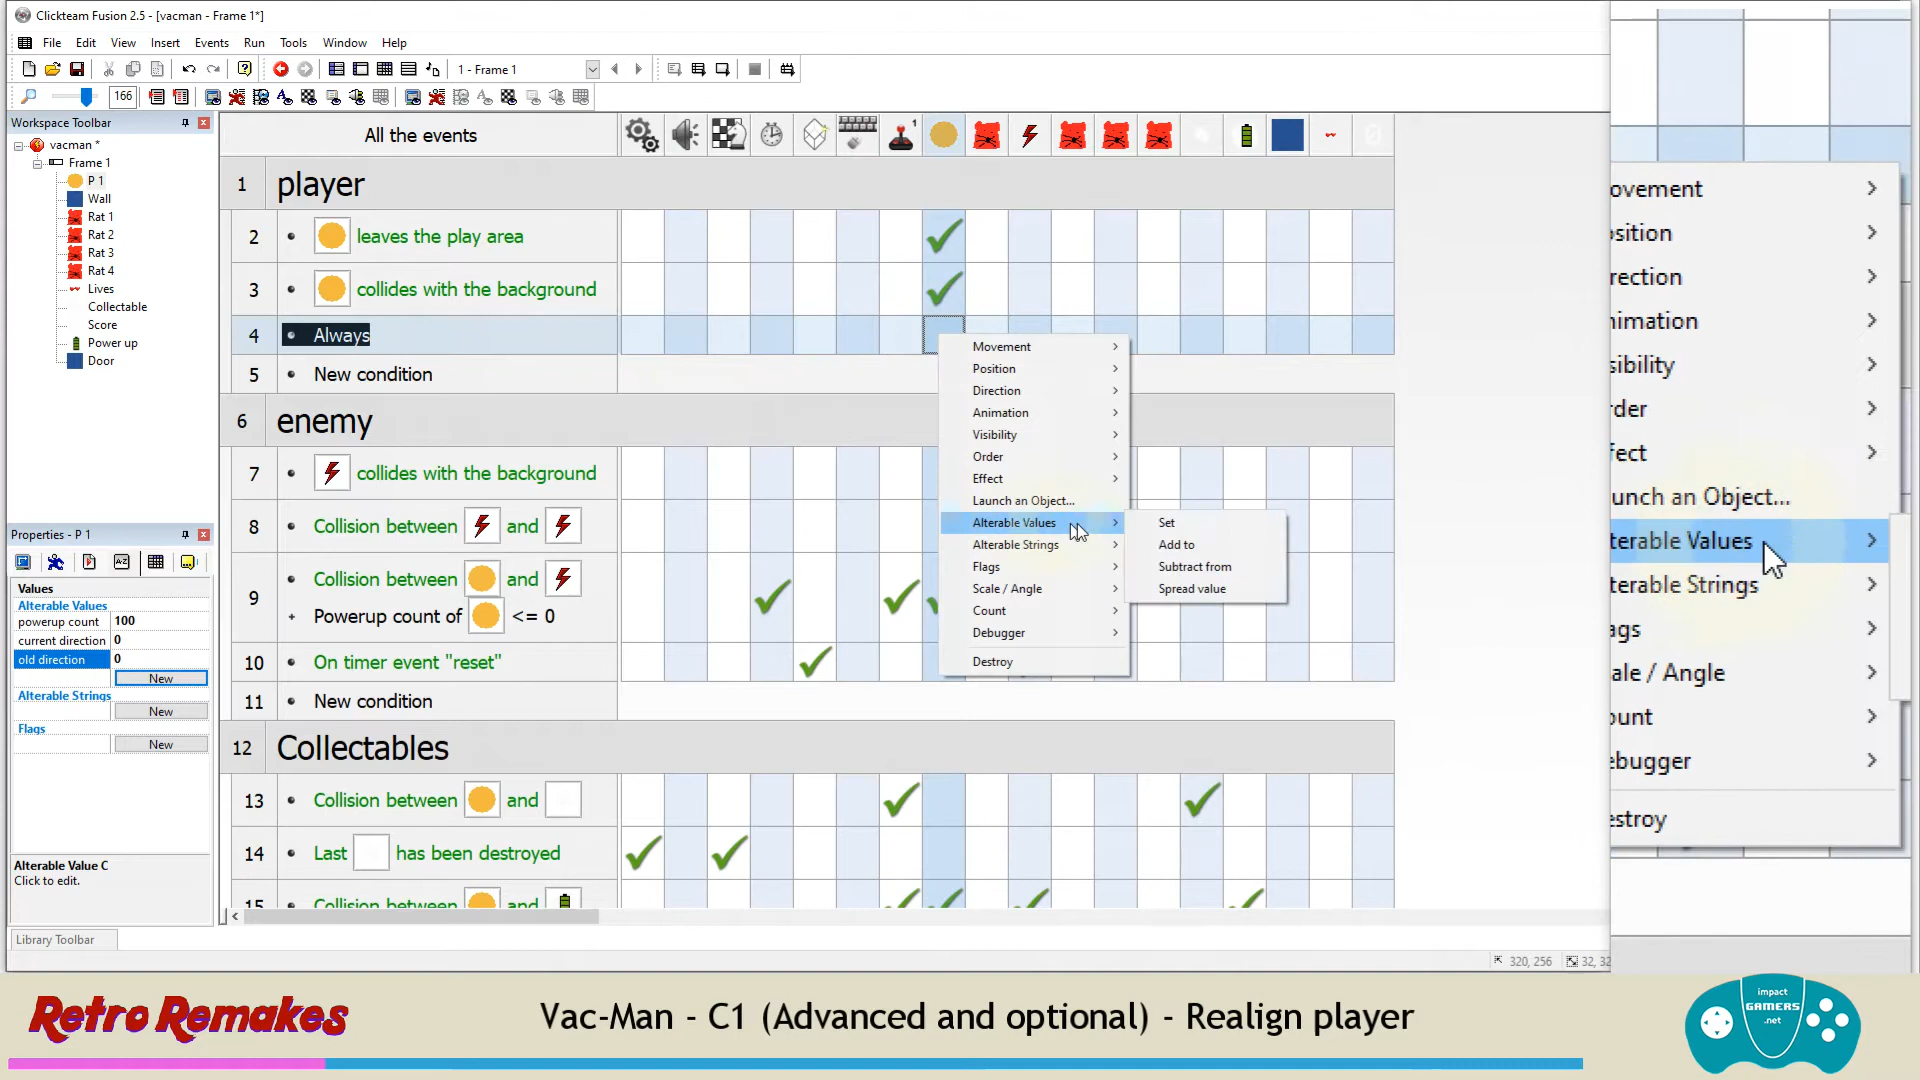 Clickteam Fusion 2.5 - [vacman - Frame 1*]
File Edit View Insert Events Run Tools Window Help
1 - Frame 1
166
Workspace Toolbar
vacman *
Frame 1
P 1
Wall
Rat 1
Rat 2
Rat 3
Rat 4
Lives
Collectable
Score
Power up
Door
Properties - P 1
Values
Alterable Values
powerup count 100
current direction 0
old direction 0
New
Alterable Strings
New
Flags
New
Alterable Value C
Click to edit.
Library Toolbar
All the events
1 player
2 leaves the play area
3 collides with the background
4 Always
5 New condition
6 enemy
7 collides with the background
8 Collision between and
9 Collision between and
Powerup count of <= 0
10 On timer event "reset"
11 New condition
12 Collectables
13 Collision between and
14 Last has been destroyed
15 Collision between and
Movement
Position
Direction
Animation
Visibility
Order
Effect
Launch an Object...
Alterable Values
Alterable Strings
Flags
Scale / Angle
Count
Debugger
Destroy
Set
Add to
Subtract from
Spread value
ovement
osition
irection
nimation
sibility
rder
fect
unch an Object...
terable Values
terable Strings
ags
ale / Angle
ount
ebugger
estroy
320, 256
32, 32
Retro Remakes
Vac-Man - C1 (Advanced and optional) - Realign player
impact
GAMERS
.net